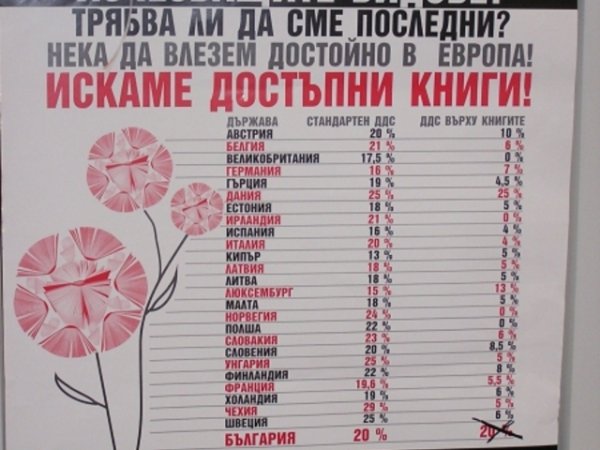 ТРЯБВА ЛИ ДА СМЕ ПОСЛЕДНИ?
НЕКА ДА ВЛЕЗЕМ ДОСТОЙНО В ЕВРОПА!
ИСКАМЕ ДОСТЪПНИ КНИГИ!
ДЪРЖАВА СТАНДАРТЕН ДДС ДДС ВЪРХУ КНИГИТЕ
АВСТРИЯ 20 % 10 %
БЕЛГИЯ 21 % 6 %
ВЕЛИКОБРИТАНИЯ 17,5 % 0 %
ГЕРМАНИЯ 16 % 7 %
ГЪРЦИЯ 19 % 4,5 %
ДАНИЯ 25 % 25 %
ЕСТОНИЯ 18 % 5 %
ИРЛАНДИЯ 21 % 0 %
ИСПАНИЯ 16 % 4 %
ИТАЛИЯ 20 % 4 %
КИПЪР 13 % 5 %
ЛАТВИЯ 18 % 5 %
ЛИТВА 18 % 5 %
ЛЮКСЕМБУРГ 15 % 13 %
МАЛТА 18 % 5 %
НОРВЕГИЯ 24 % 0 %
ПОЛША 22 % 0 %
СЛОВАКИЯ 23 % 6 %
СЛОВЕНИЯ 20 % 8,5 %
УНГАРИЯ 25 % 5 %
ФИНЛАНДИЯ 22 % 8 %
ФРАНЦИЯ 19,6 % 5,5 %
ХОЛАНДИЯ 19 % 6 %
ЧЕХИЯ 29 % 5 %
ШВЕЦИЯ 25 % 6 %
БЪЛГАРИЯ 20 % 20 %